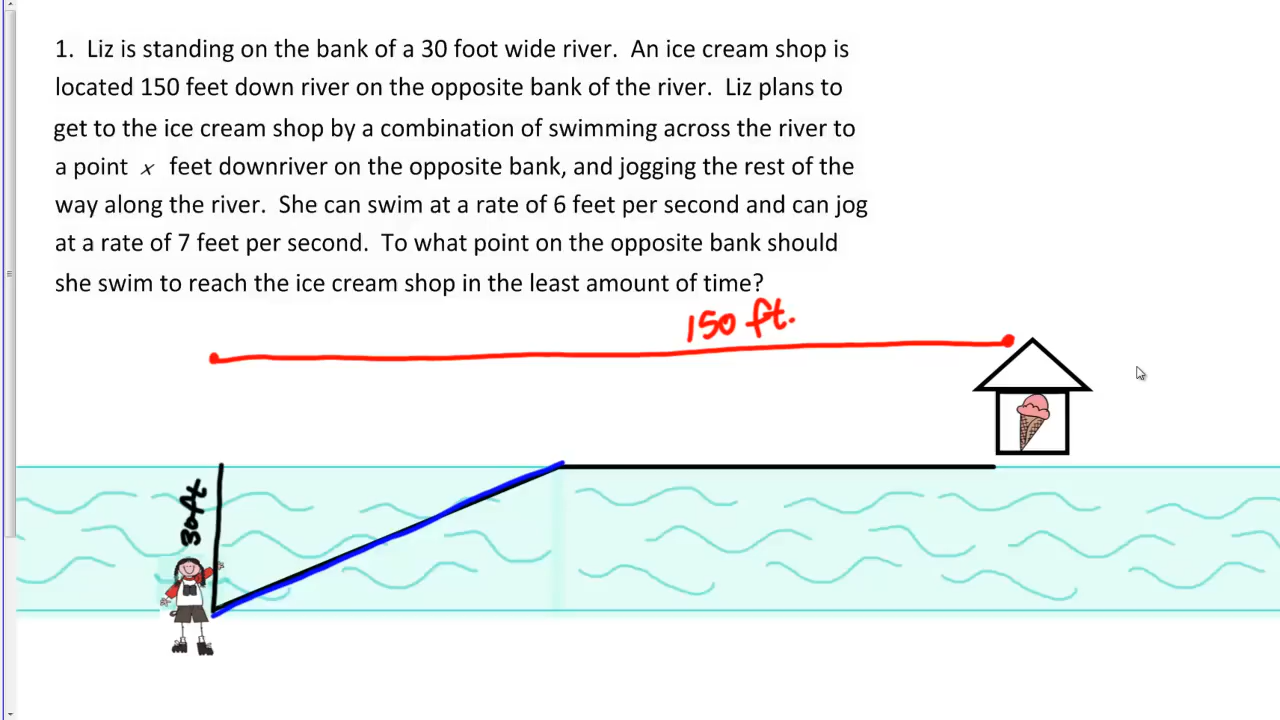 1. Liz is standing on the bank of a 30 foot wide river. An ice cream shop is
located 150 feet down river on the opposite bank of the river. Liz plans to
get to the ice cream shop by a combination of swimming across the river to
a point x feet downriver on the opposite bank, and jogging the rest of the
way along the river. She can swim at a rate of 6 feet per second and can jog
at a rate of 7 feet per second. To what point on the opposite bank should
she swim to reach the ice cream shop in the least amount of time?
150 ft.
30ft